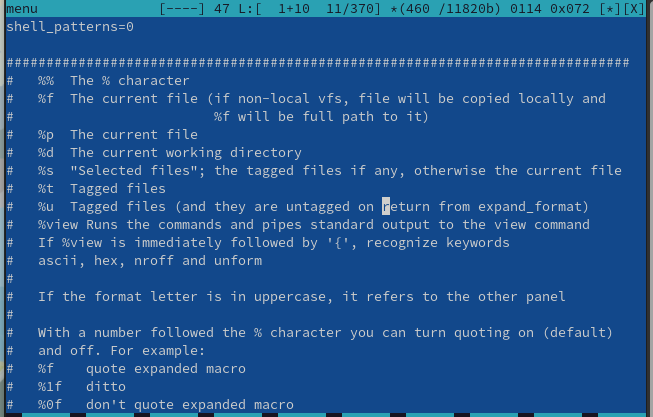 menu [----] 47 L:[ 1+10 11/370] *(460 /11820b) 0114 0x072 [*][X]
shell_patterns=0
##############################################################################
# %% The % character
# %f The current file (if non-local vfs, file will be copied locally and
# %f will be full path to it)
# %p The current file
# %d The current working directory
# %s "Selected files"; the tagged files if any, otherwise the current file
# %t Tagged files
# %u Tagged files (and they are untagged on return from expand_format)
# %view Runs the commands and pipes standard output to the view command
# If %view is immediately followed by '{', recognize keywords
# ascii, hex, nroff and unform
#
# If the format letter is in uppercase, it refers to the other panel
#
# With a number followed the % character you can turn quoting on (default)
# and off. For example:
# %f quote expanded macro
# %1f ditto
# %0f don't quote expanded macro